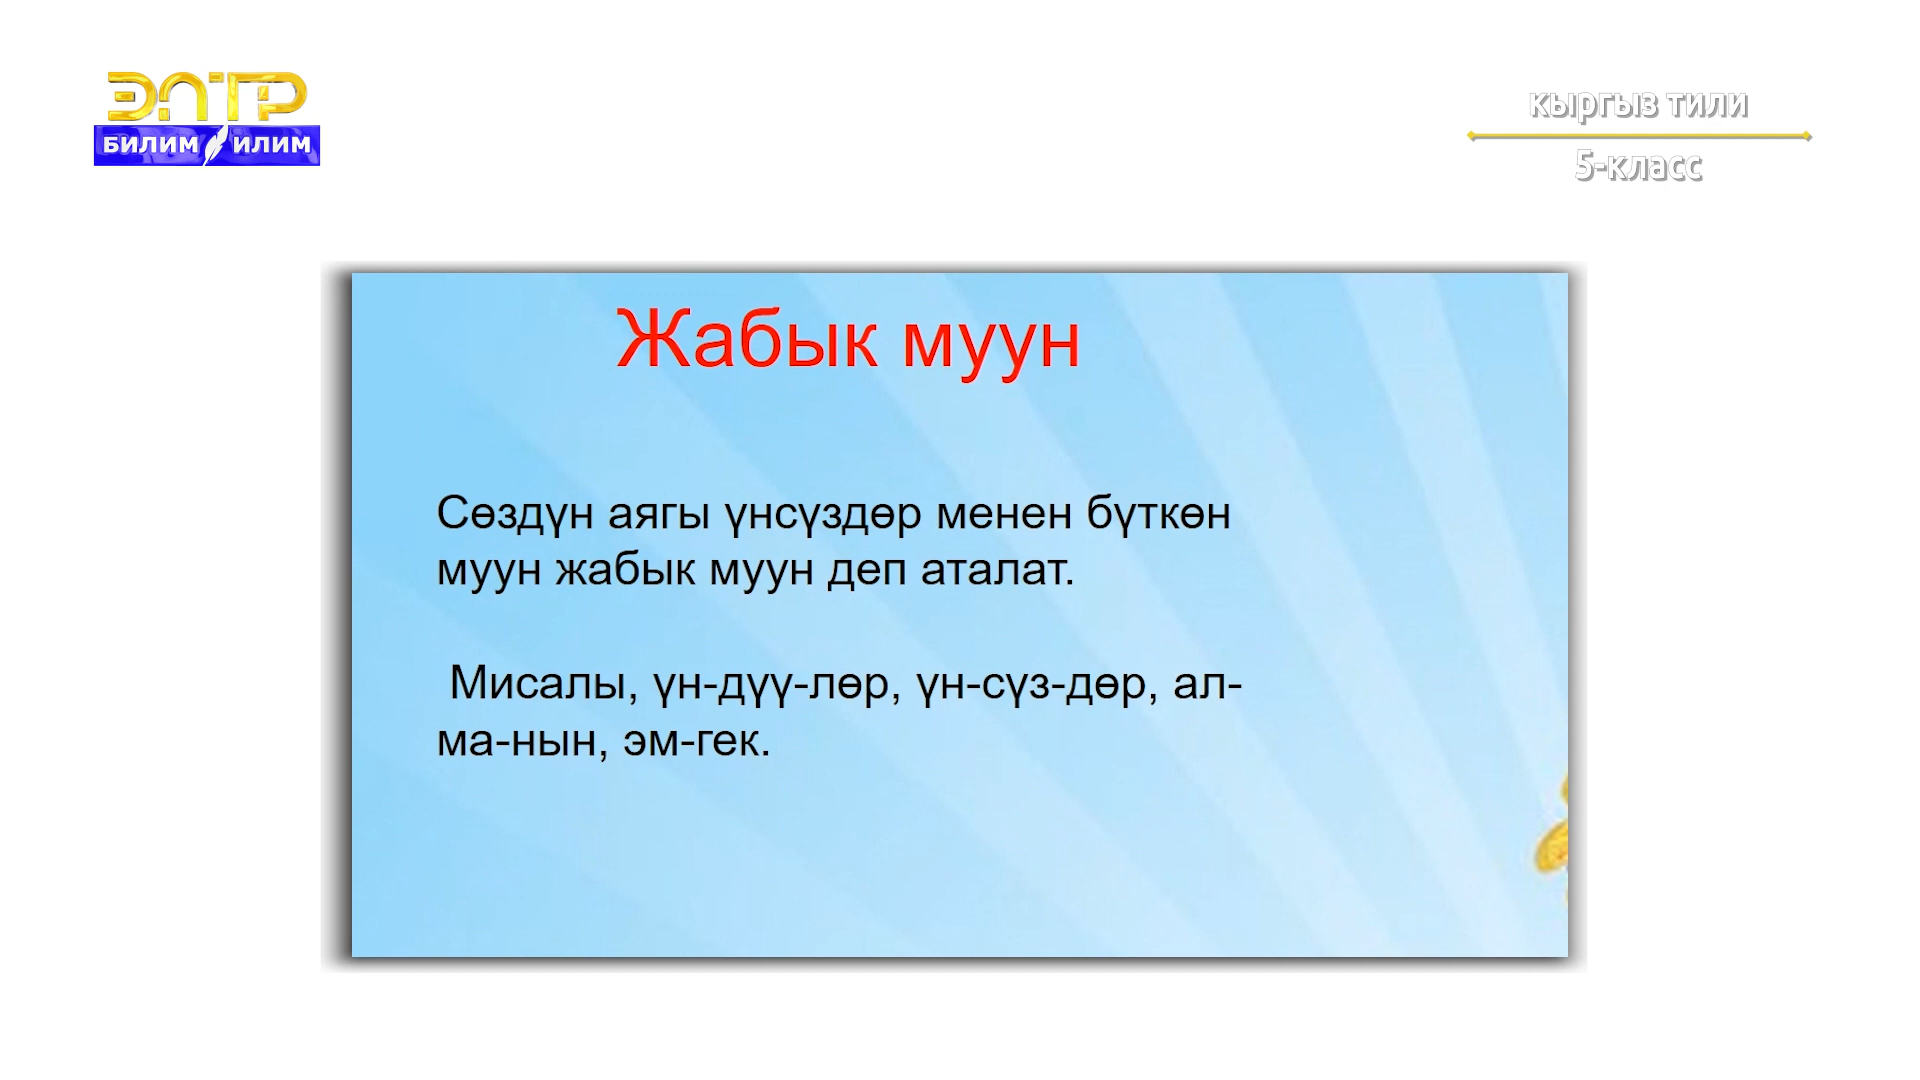 ЭЛТР
БИЛИМ ИЛИМ
кыргыз тили
5-класс
Жабык муун
Сөздүн аягы үнсүздөр менен бүткөн
муун жабык муун деп аталат.
Мисалы, үн-дүү-лөр, үн-сүз-дөр, ал-
ма-нын, эм-гек.